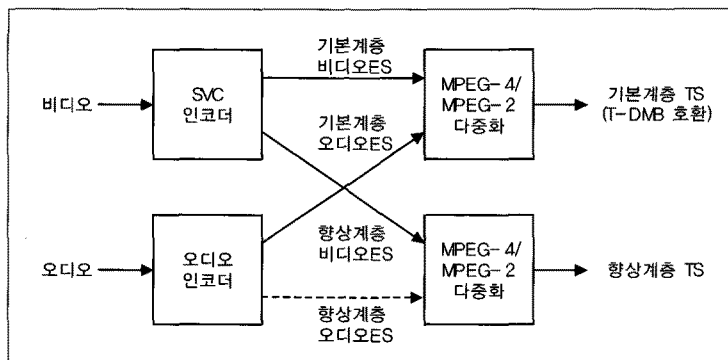 기본계층
비디오ES
비디오
SVC
인코더
MPEG-4/
MPEG-2
다중화
기본계층 TS
(T-DMB 호환)
기본계층
오디오ES
오디오
오디오
인코더
향상계층
비디오ES
MPEG-4/
MPEG-2
다중화
향상계층 TS
향상계층
오디오ES